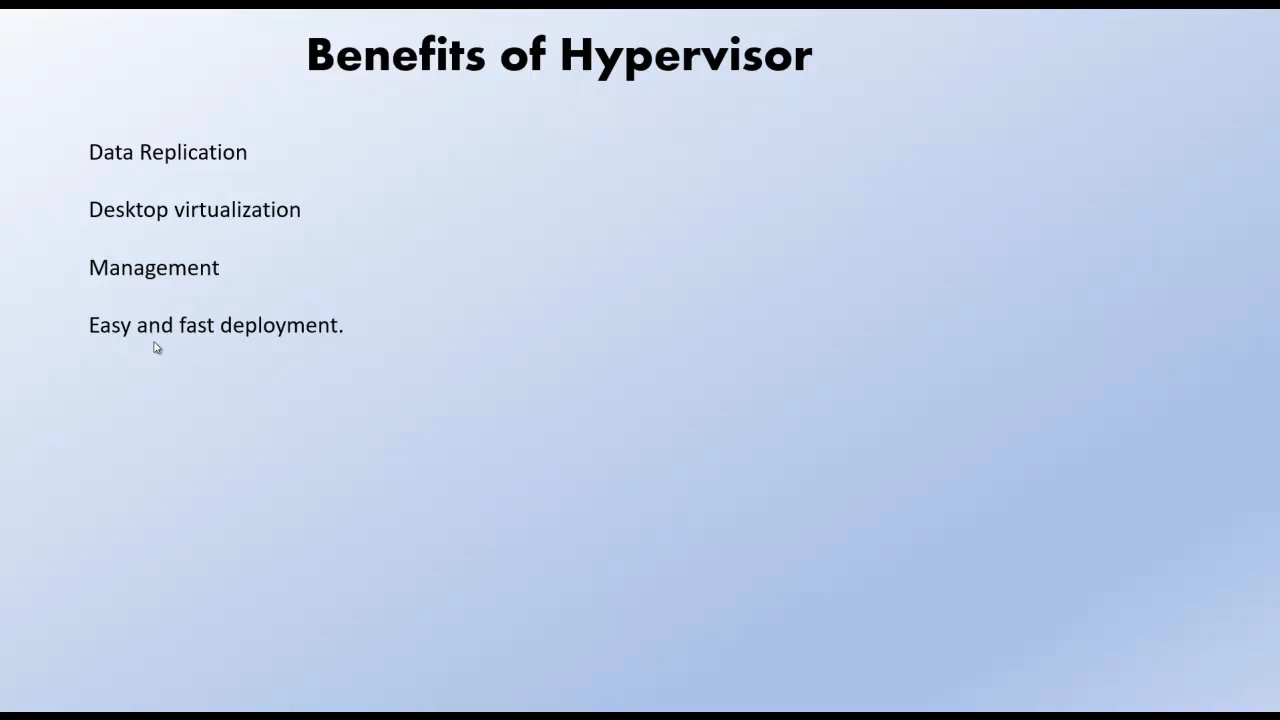 Benefits of Hypervisor
Data Replication
Desktop virtualization
Management
Easy and fast deployment.